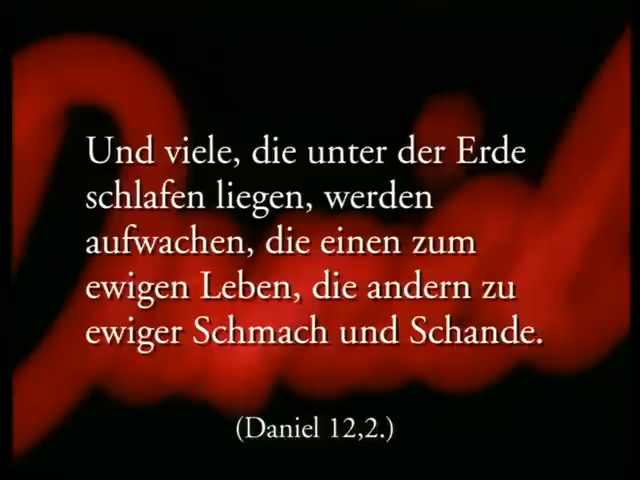 Und viele, die unter der Erde
schlafen liegen, werden
aufwachen, die einen zum
ewigen Leben, die andern zu
ewiger Schmach und Schande.
(Daniel 12,2.)